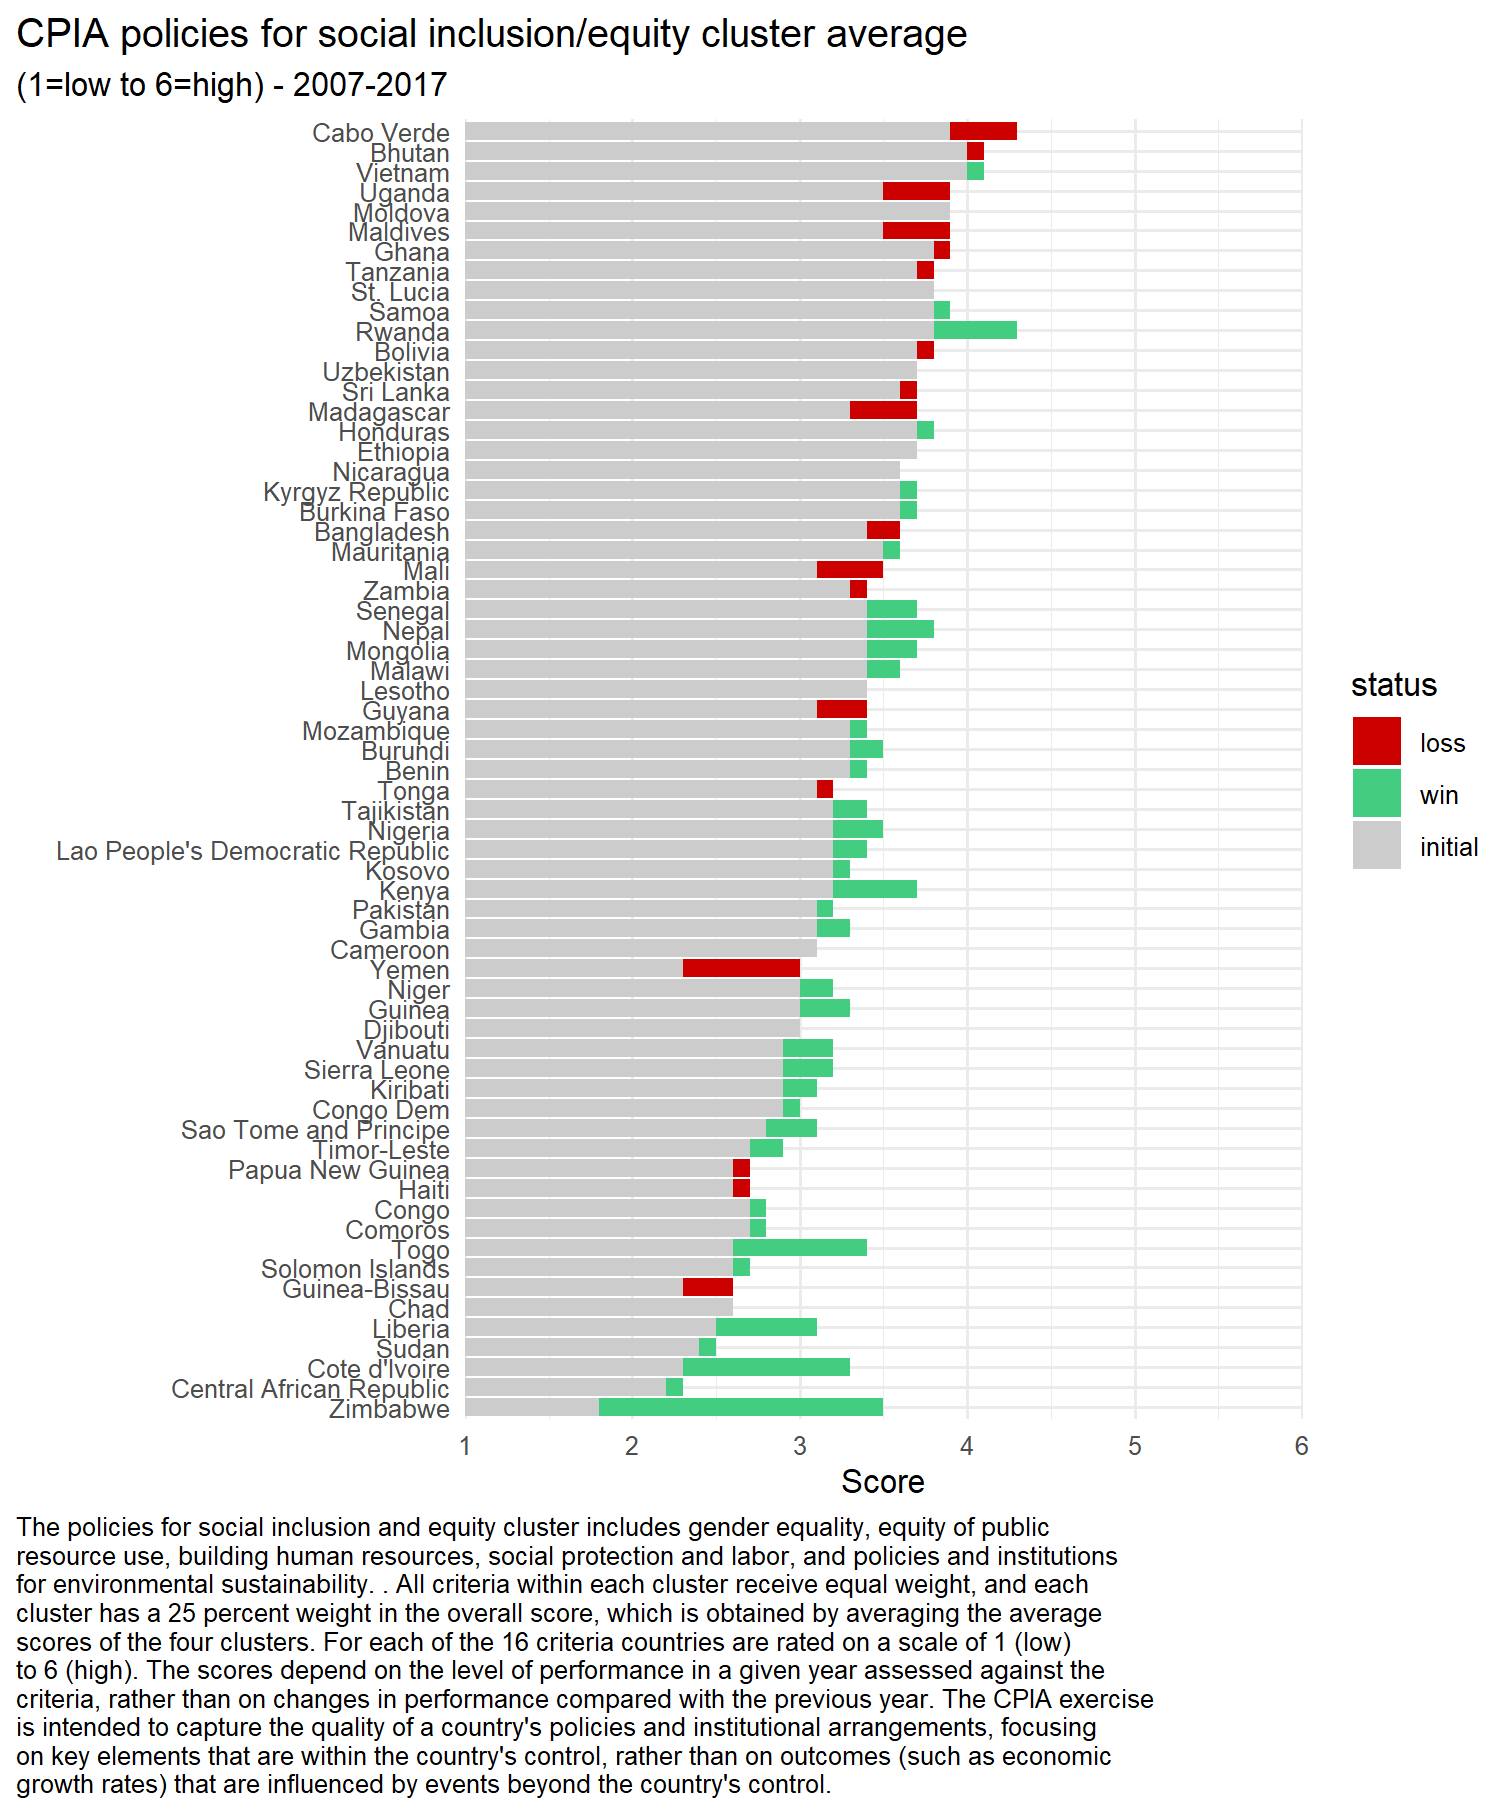 CPIA policies for social inclusion/equity cluster average
(1=low to 6=high) - 2007-2017
Cabo Verde
Bhutan
Vietnam
Uganda
Moldova
Maldives
Ghana
Tanzania
St. Lucia
Samoa
Rwanda
Bolivia
Uzbekistan
Sri Lanka
Madagascar
Honduras
Ethiopia
Nicaragua
Kyrgyz Republic
Burkina Faso
Bangladesh
Mauritania
Mali
Zambia
Senegal
Nepal
Mongolia
Malawi
Lesotho
Guyana
Mozambique
Burundi
Benin
Tonga
Tajikistan
Nigeria
Lao People's Democratic Republic
Kosovo
Kenya
Pakistan
Gambia
Cameroon
Yemen
Niger
Guinea
Djibouti
Vanuatu
Sierra Leone
Kiribati
Congo Dem
Sao Tome and Principe
Timor-Leste
Papua New Guinea
Haiti
Congo
Comoros
Togo
Solomon Islands
Guinea-Bissau
Chad
Liberia
Sudan
Cote d'Ivoire
Central African Republic
Zimbabwe
1 2 3 4 5 6
Score
status
loss
win
initial
The policies for social inclusion and equity cluster includes gender equality, equity of public
resource use, building human resources, social protection and labor, and policies and institutions
for environmental sustainability. . All criteria within each cluster receive equal weight, and each
cluster has a 25 percent weight in the overall score, which is obtained by averaging the average
scores of the four clusters. For each of the 16 criteria countries are rated on a scale of 1 (low)
to 6 (high). The scores depend on the level of performance in a given year assessed against the
criteria, rather than on changes in performance compared with the previous year. The CPIA exercise
is intended to capture the quality of a country's policies and institutional arrangements, focusing
on key elements that are within the country's control, rather than on outcomes (such as economic
growth rates) that are influenced by events beyond the country's control.